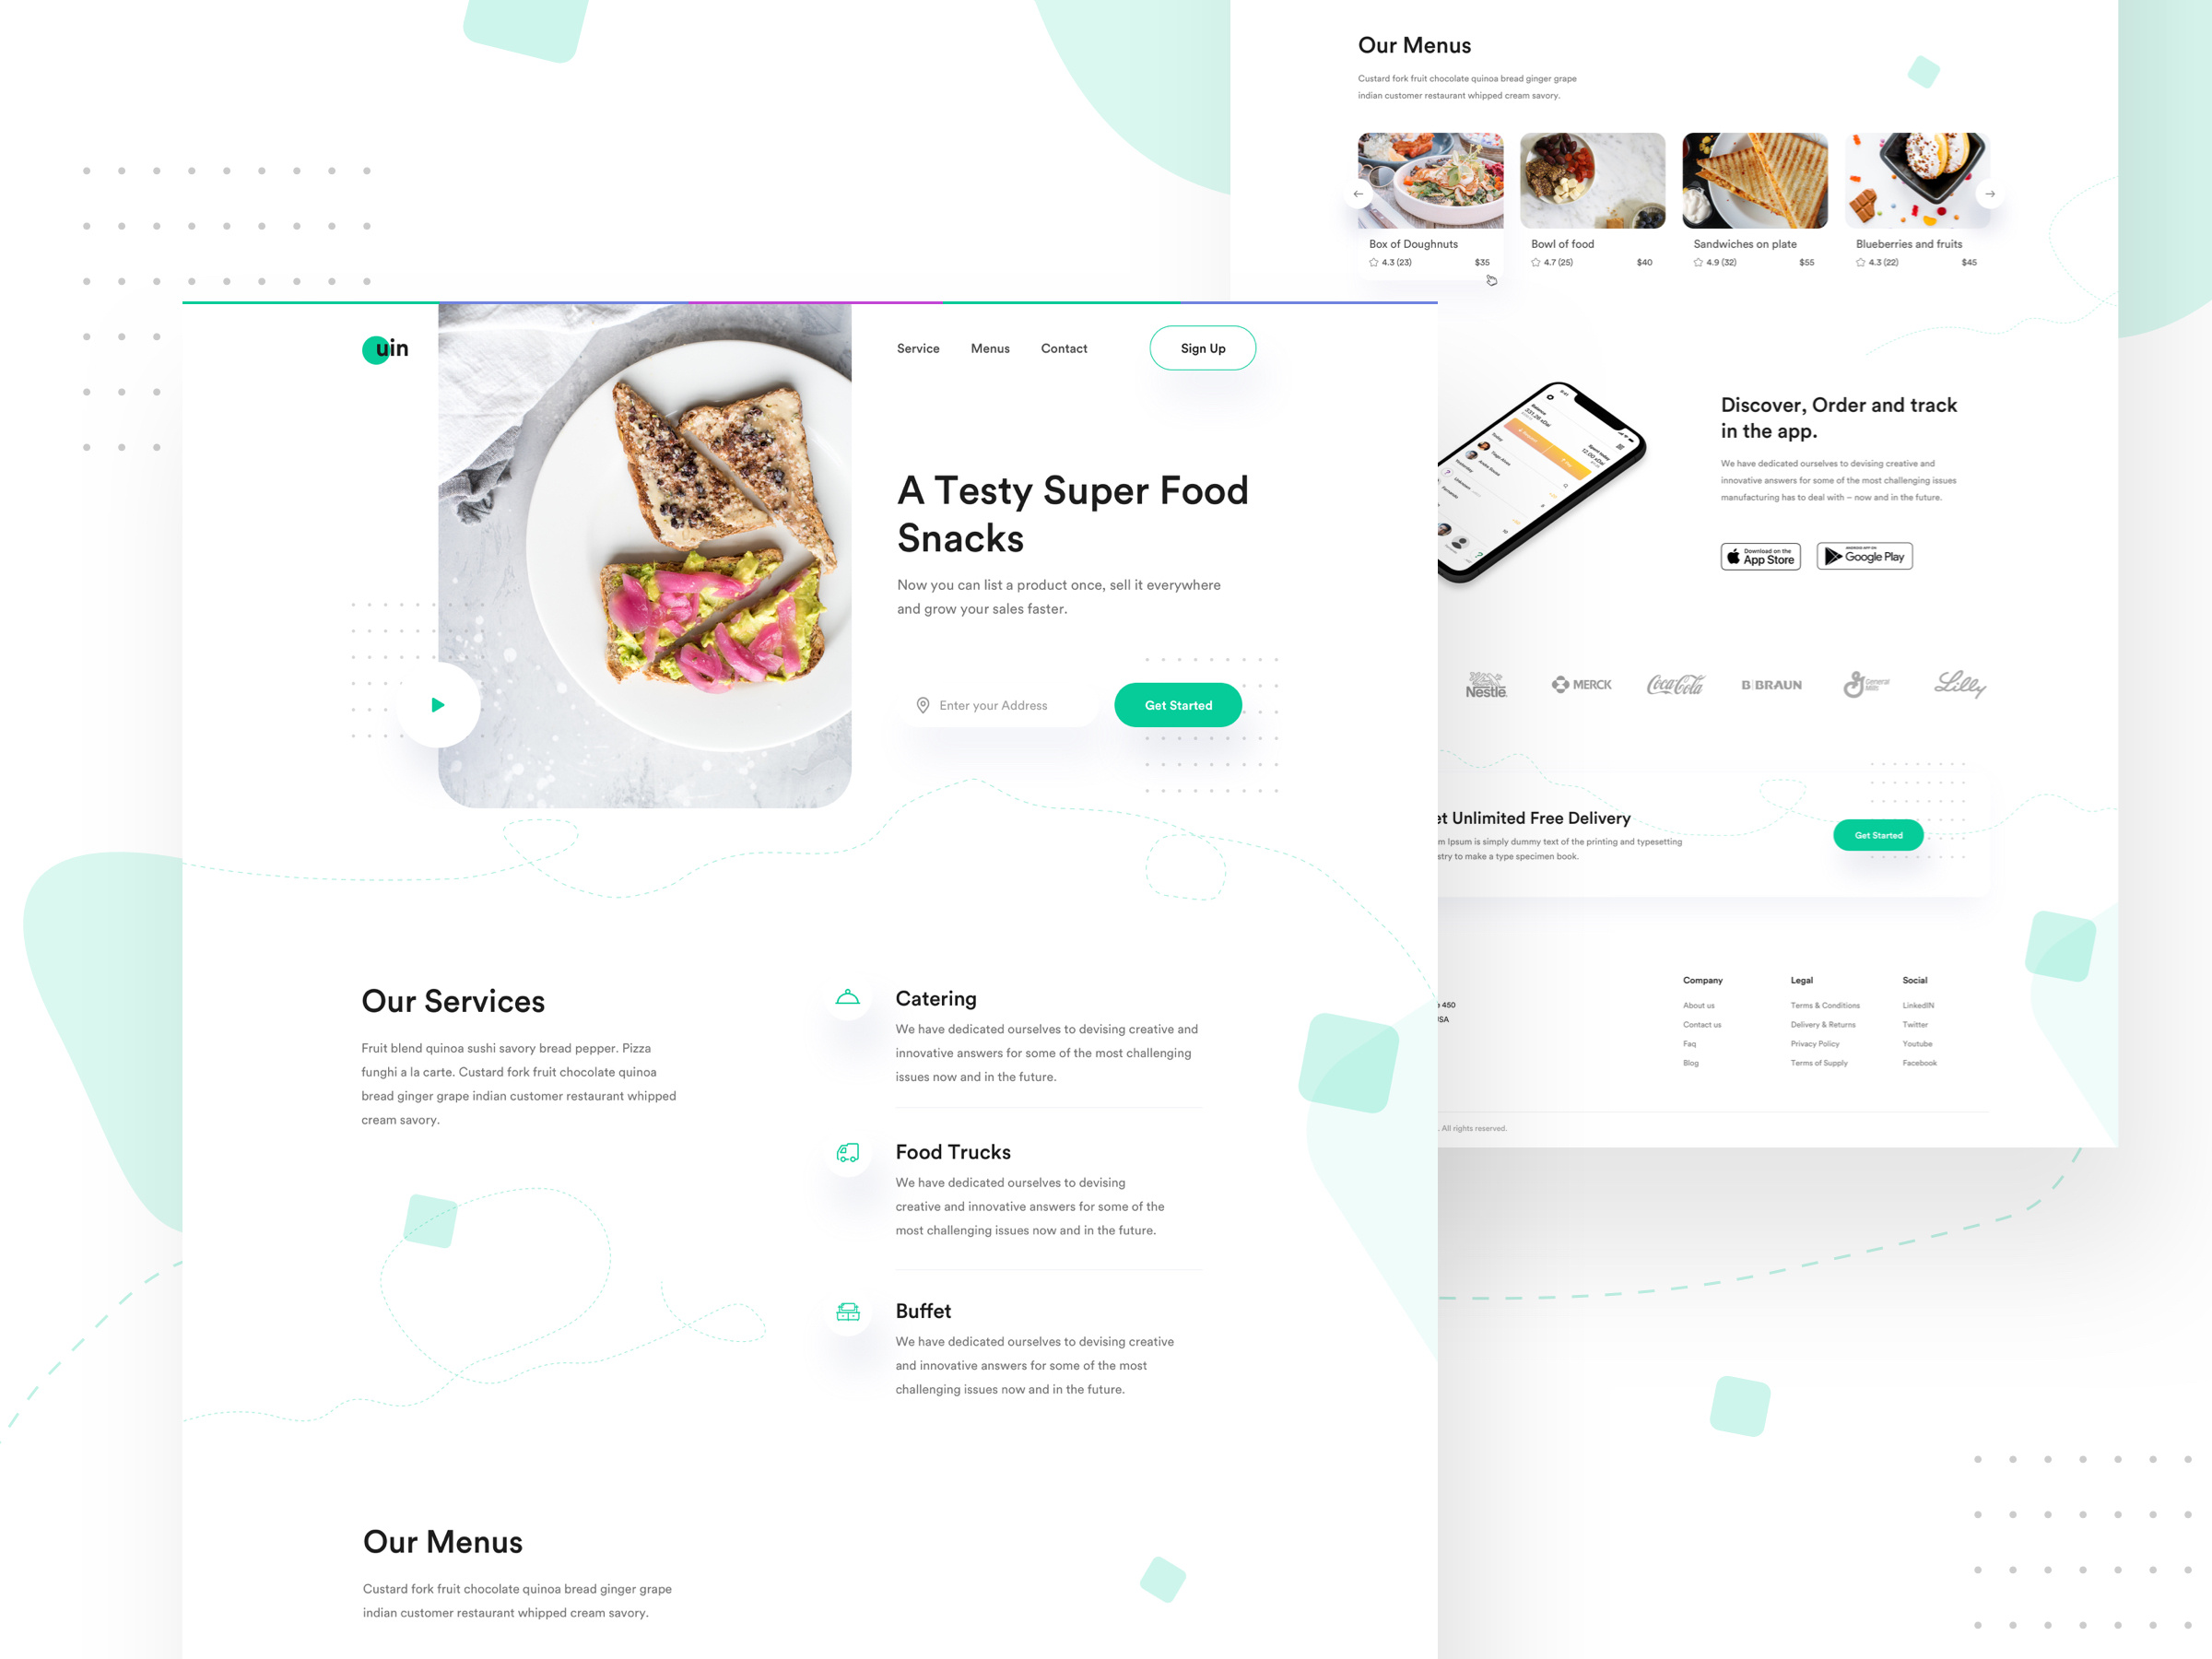 uin
Service
Menus
Contact
Sign Up
A Testy Super Food
Snacks
Now you can list a product once, sell it everywhere
and grow your sales faster.
Enter your Address
Get Started
Our Services
Fruit blend quinoa sushi savory bread pepper. Pizza
funghi a la carte. Custard fork fruit chocolate quinoa
bread ginger grape indian customer restaurant whipped
cream savory.
Catering
We have dedicated ourselves to devising creative and
innovative answers for some of the most challenging
issues now and in the future.
Food Trucks
We have dedicated ourselves to devising
creative and innovative answers for some of the
most challenging issues now and in the future.
Buffet
We have dedicated ourselves to devising creative
and innovative answers for some of the most
challenging issues now and in the future.
Our Menus
Custard fork fruit chocolate quinoa bread ginger grape
indian customer restaurant whipped cream savory.
Our Menus
Custard fork fruit chocolate quinoa bread ginger grape
indian customer restaurant whipped cream savory.
Box of Doughnuts
4.3 (23)
$35
Bowl of food
4.7 (25)
$40
Sandwiches on plate
4.9 (32)
$55
Blueberries and fruits
4.3 (22)
$45
Discover, Order and track
in the app.
We have dedicated ourselves to devising creative and
innovative answers for some of the most challenging issues
manufacturing has to deal with – now and in the future.
Download on the
App Store
Google Play
Nestle
MERCK
Coca-Cola
B|BRAUN
General
Mills
Lilly
et Unlimited Free Delivery
m Ipsum is simply dummy text of the printing and typesetting
stry to make a type specimen book.
Get Started
450
USA
Company
About us
Contact us
Faq
Blog
Legal
Terms & Conditions
Delivery & Returns
Privacy Policy
Terms of Supply
Social
LinkedIN
Twitter
Youtube
Facebook
. All rights reserved.